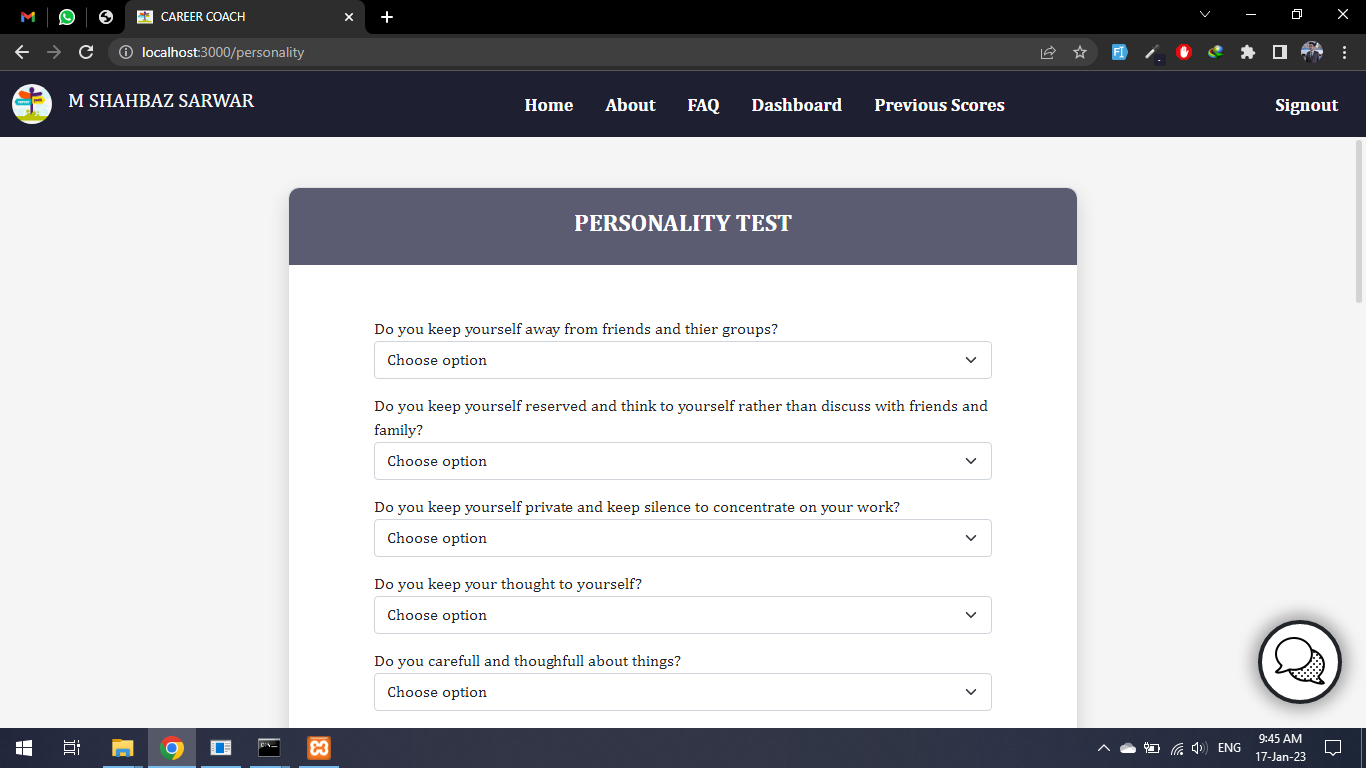 CAREER COACH
localhost:3000/personality
M SHAHBAZ SARWAR
Home About FAQ Dashboard Previous Scores Signout
PERSONALITY TEST
Do you keep yourself away from friends and thier groups?
Choose option
Do you keep yourself reserved and think to yourself rather than discuss with friends and
family?
Choose option
Do you keep yourself private and keep silence to concentrate on your work?
Choose option
Do you keep your thought to yourself?
Choose option
Do you carefull and thoughfull about things?
Choose option
ENG
9:45 AM
17-Jan-23